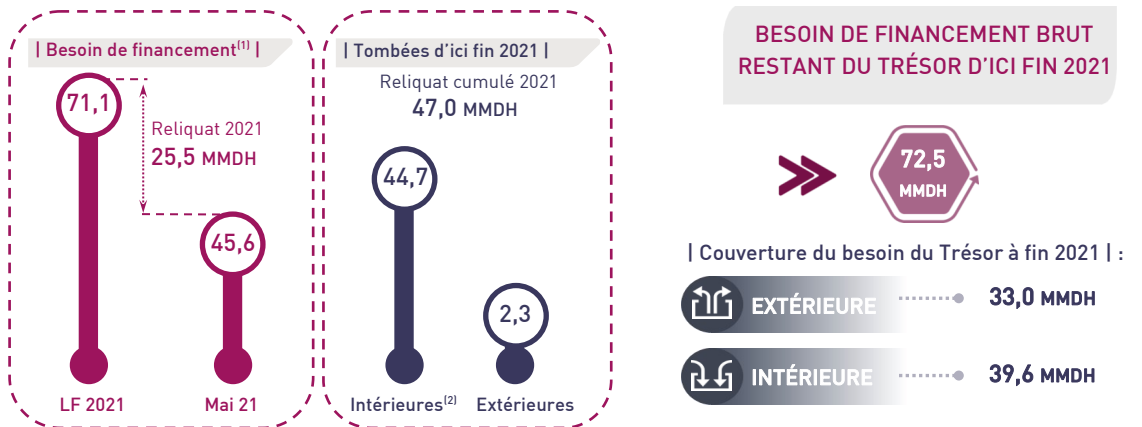 | Besoin de financement(1) |
71,1
Reliquat 2021
25,5 MMDH
45,6
LF 2021
Mai 21
| Tombées d'ici fin 2021 |
Reliquat cumulé 2021
47,0 MMDH
44,7
2,3
Intérieures(2)
Extérieures
BESOIN DE FINANCEMENT BRUT
RESTANT DU TRÉSOR D'ICI FIN 2021
72,5
MMDH
| Couverture du besoin du Trésor à fin 2021 | :
EXTÉRIEURE
33,0 MMDH
INTÉRIEURE
39,6 MMDH